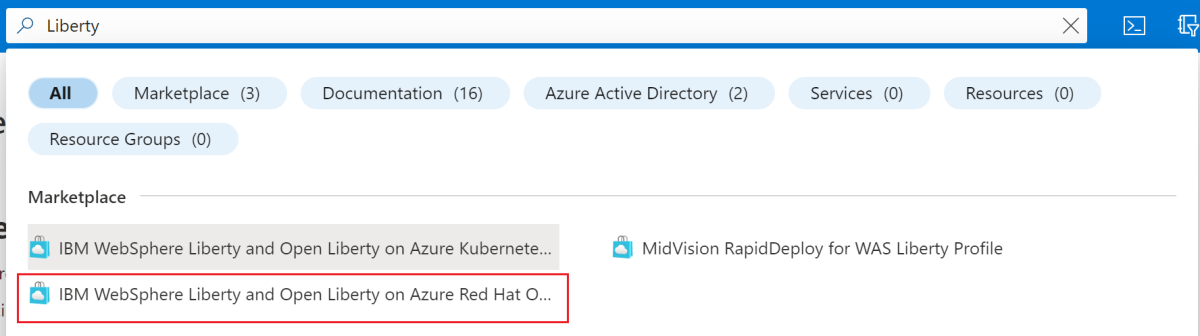 Liberty
All
Marketplace (3)
Documentation (16)
Azure Active Directory (2)
Services (0)
Resources (0)
Resource Groups (0)
Marketplace
IBM WebSphere Liberty and Open Liberty on Azure Kubernete...
MidVision RapidDeploy for WAS Liberty Profile
IBM WebSphere Liberty and Open Liberty on Azure Red Hat O...